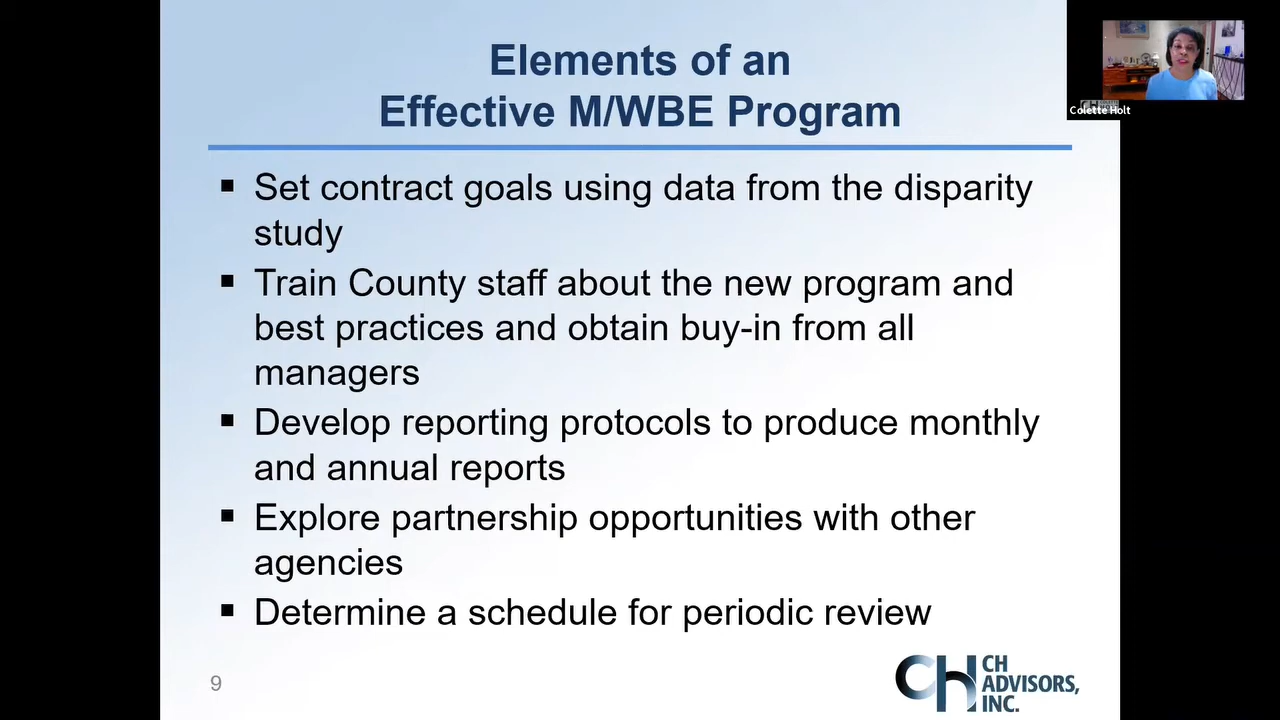 Elements of an
Effective M/WBE Program
Colette Holt
▪ Set contract goals using data from the disparity
study
▪ Train County staff about the new program and
best practices and obtain buy-in from all
managers
▪ Develop reporting protocols to produce monthly
and annual reports
▪ Explore partnership opportunities with other
agencies
▪ Determine a schedule for periodic review
9
CH
CH
ADVISORS,
INC.